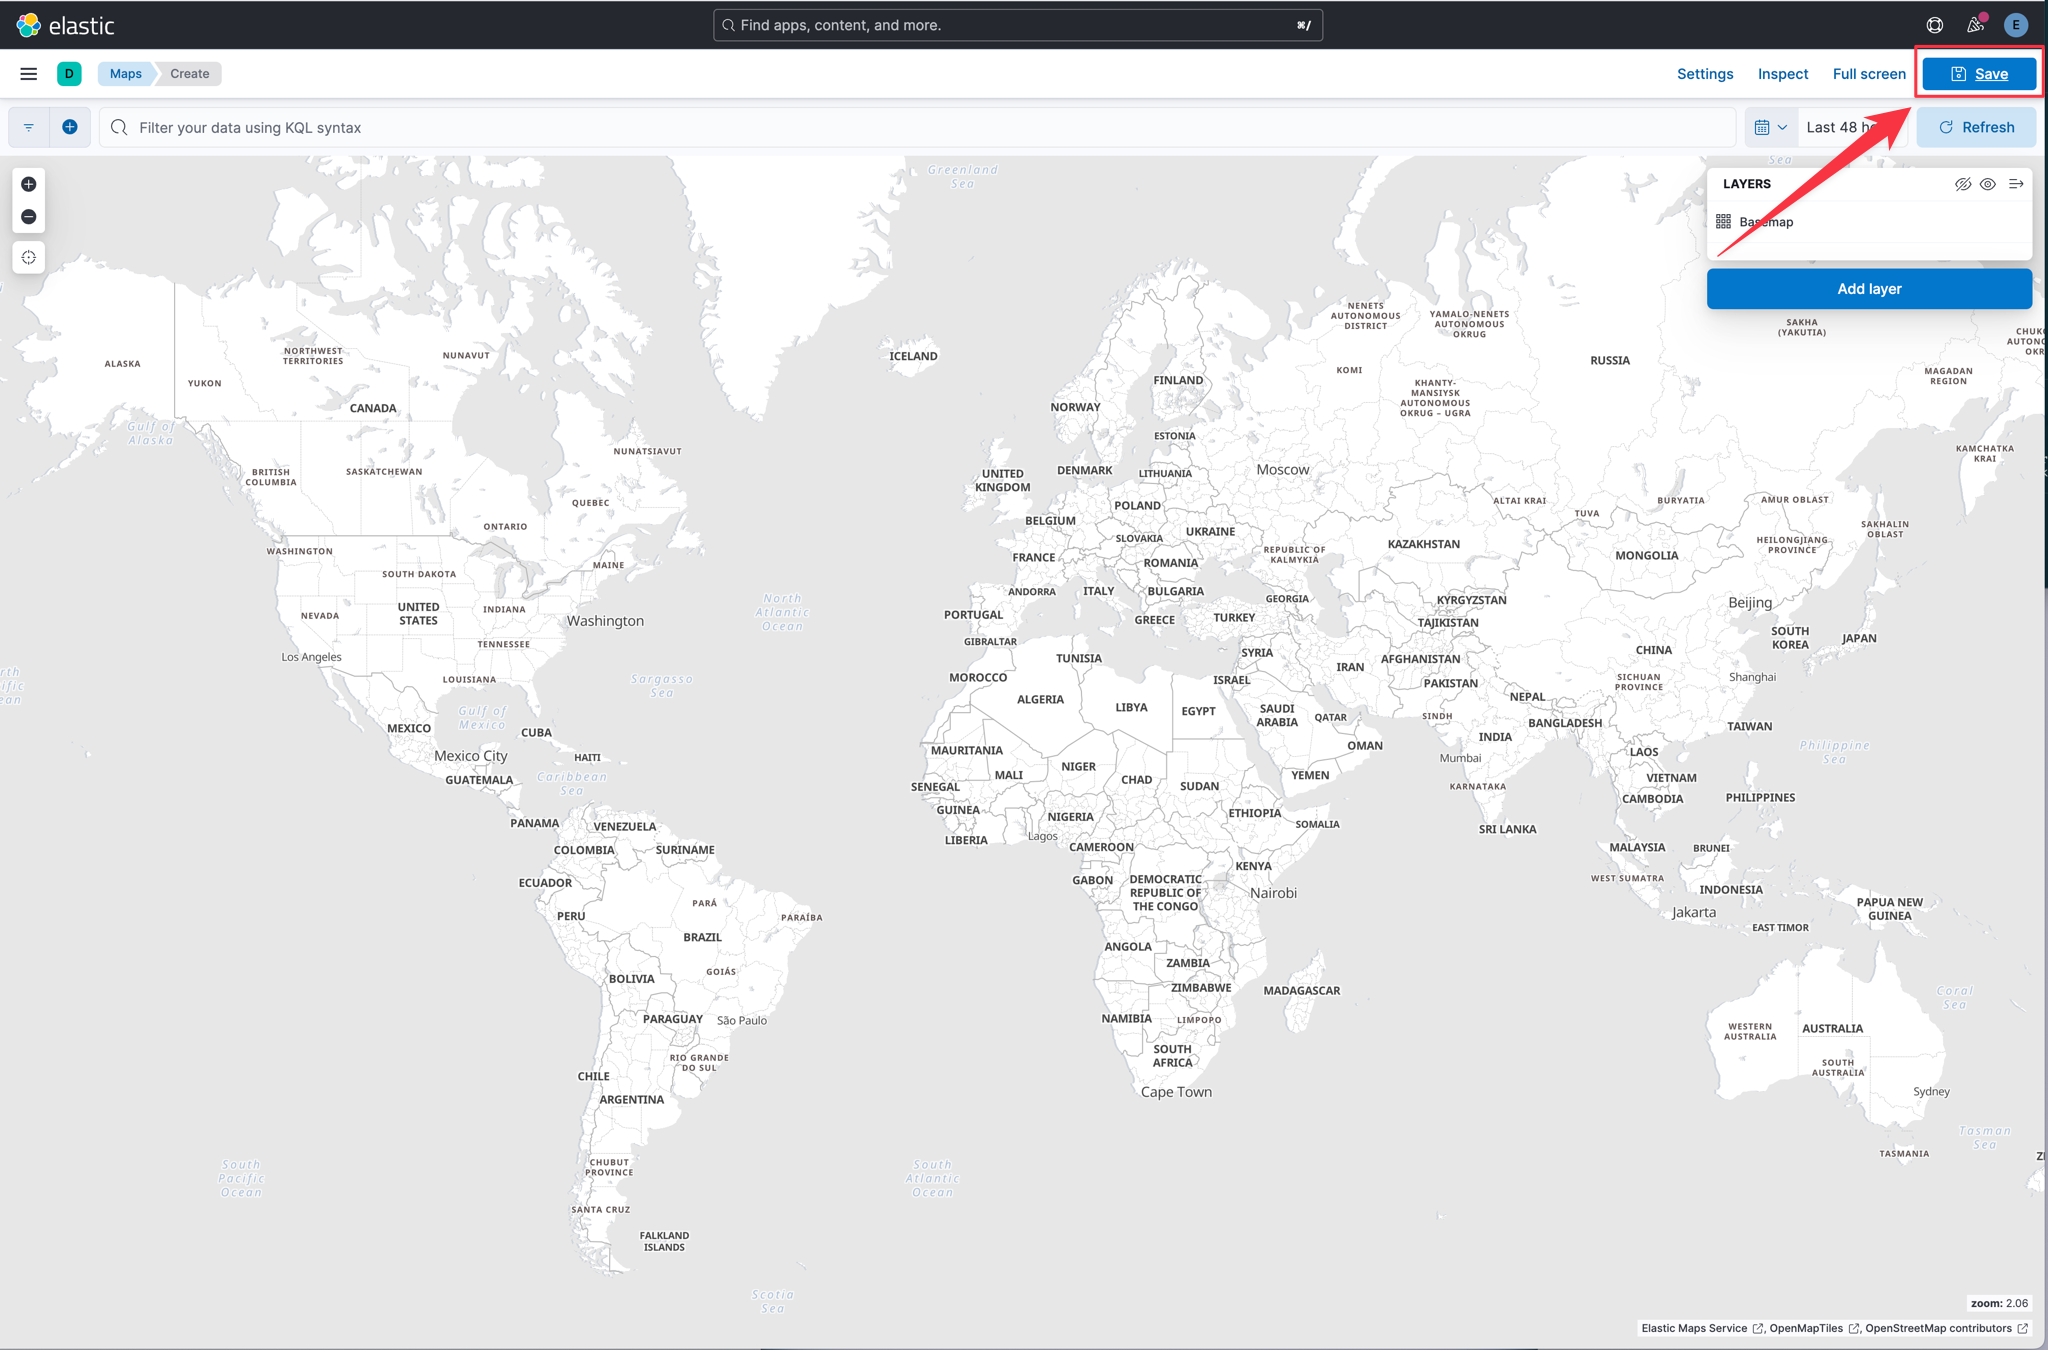 elastic
Find apps, content, and more.
⌘/
E
D
Maps
Create
Settings
Inspect
Full screen
Save
Filter your data using KQL syntax
Last 48
Refresh
LAYERS
Basemap
Add layer
Greenland
Sea
Sea
NENETS
AUTONOMOUS
DISTRICT
YAMALO-NENETS
AUTONOMOUS
OKRUG
SAKHA
(YAKUTIA)
ICELAND
RUSSIA
ALASKA
YUKON
NORTHWEST
TERRITORIES
NUNAVUT
CANADA
FINLAND
NORWAY
KOMI
KHANTY-
MANSIYSK
AUTONOMOUS
OKRUG – UGRA
MAGADAN
REGION
Gulf of
Alaska
ESTONIA
BRITISH
COLUMBIA
SASKATCHEWAN
NUNATSIAVUT
QUEBEC
ONTARIO
UNITED
KINGDOM
DENMARK
LITHUANIA
Moscow
KAMCHATKA
KRAI
POLAND
BELGIUM
UKRAINE
SLOVAKIA
ALTAI KRAI
TUVA
BURYATIA
AMUR OBLAST
SAKHALIN
OBLAST
WASHINGTON
SOUTH DAKOTA
MAINE
FRANCE
ROMANIA
REPUBLIC OF
KALMYKIA
KAZAKHSTAN
MONGOLIA
HEILONGJIANG
PROVINCE
NEVADA
UNITED
STATES
INDIANA
Washington
TENNESSEE
North
Atlantic
Ocean
ANDORRA
ITALY
BULGARIA
GEORGIA
PORTUGAL
GREECE
TURKEY
KYRGYZSTAN
TAJIKISTAN
Beijing
SOUTH
KOREA
JAPAN
GIBRALTAR
Los Angeles
LOUISIANA
Sargasso
Sea
TUNISIA
SYRIA
MOROCCO
ISRAEL
IRAN
AFGHANISTAN
PAKISTAN
CHINA
SICHUAN
PROVINCE
Shanghai
ALGERIA
LIBYA
EGYPT
SAUDI
ARABIA
QATAR
SINDH
NEPAL
BANGLADESH
TAIWAN
Gulf of
Mexico
MEXICO
CUBA
Mexico City
HAITI
GUATEMALA
Caribbean
Sea
MAURITANIA
MALI
NIGER
CHAD
SUDAN
OMAN
YEMEN
INDIA
Mumbai
KARNATAKA
LAOS
VIETNAM
CAMBODIA
PHILIPPINES
Philippine
Sea
SENEGAL
GUINEA
LIBERIA
NIGERIA
Lagos
CAMEROON
ETHIOPIA
SOMALIA
SRI LANKA
PANAMA
VENEZUELA
COLOMBIA
SURINAME
ECUADOR
PERU
GABON
DEMOCRATIC
REPUBLIC OF
THE CONGO
KENYA
Nairobi
MALAYSIA
BRUNEI
WEST SUMATRA
INDONESIA
Jakarta
EAST TIMOR
PAPUA NEW
GUINEA
PARÁ
PARAÍBA
BRAZIL
GOIÁS
BOLIVIA
PARAGUAY
São Paulo
RIO GRANDE
DO SUL
ANGOLA
ZAMBIA
ZIMBABWE
MADAGASCAR
NAMIBIA
LIMPOPO
SOUTH
AFRICA
Cape Town
Coral
Sea
WESTERN
AUSTRALIA
AUSTRALIA
SOUTH
AUSTRALIA
Sydney
CHILE
ARGENTINA
Tasman
Sea
TASMANIA
CHUBUT
PROVINCE
SANTA CRUZ
South
Pacific
Ocean
South
Atlantic
Ocean
FALKLAND
ISLANDS
Scotia
Sea
zoom: 2.06
Elastic Maps Service , OpenMapTiles , OpenStreetMap contributors